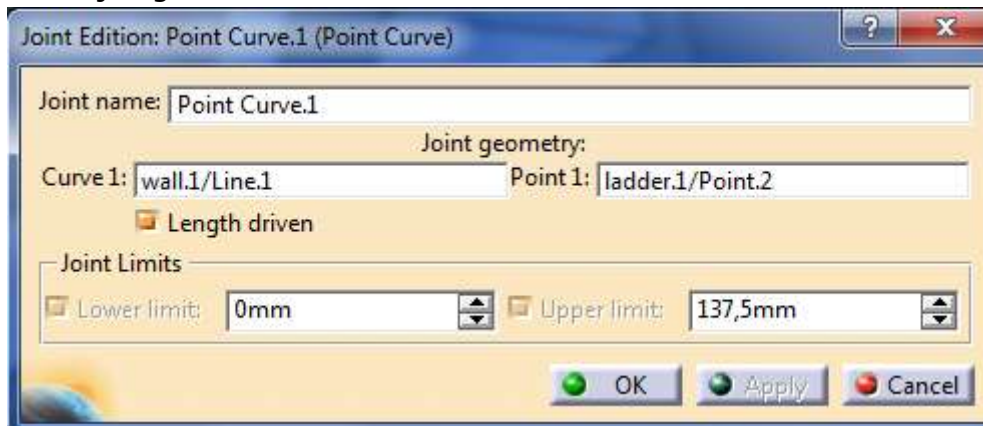 Joint Edition: Point Curve.1 (Point Curve)
?
X
Joint name: Point Curve.1
Joint geometry:
Curve 1: wall.1/Line.1 Point 1: ladder.1/Point.2
Length driven
Joint Limits
Lower limit: 0mm Upper limit: 137,5mm
OK Apply Cancel